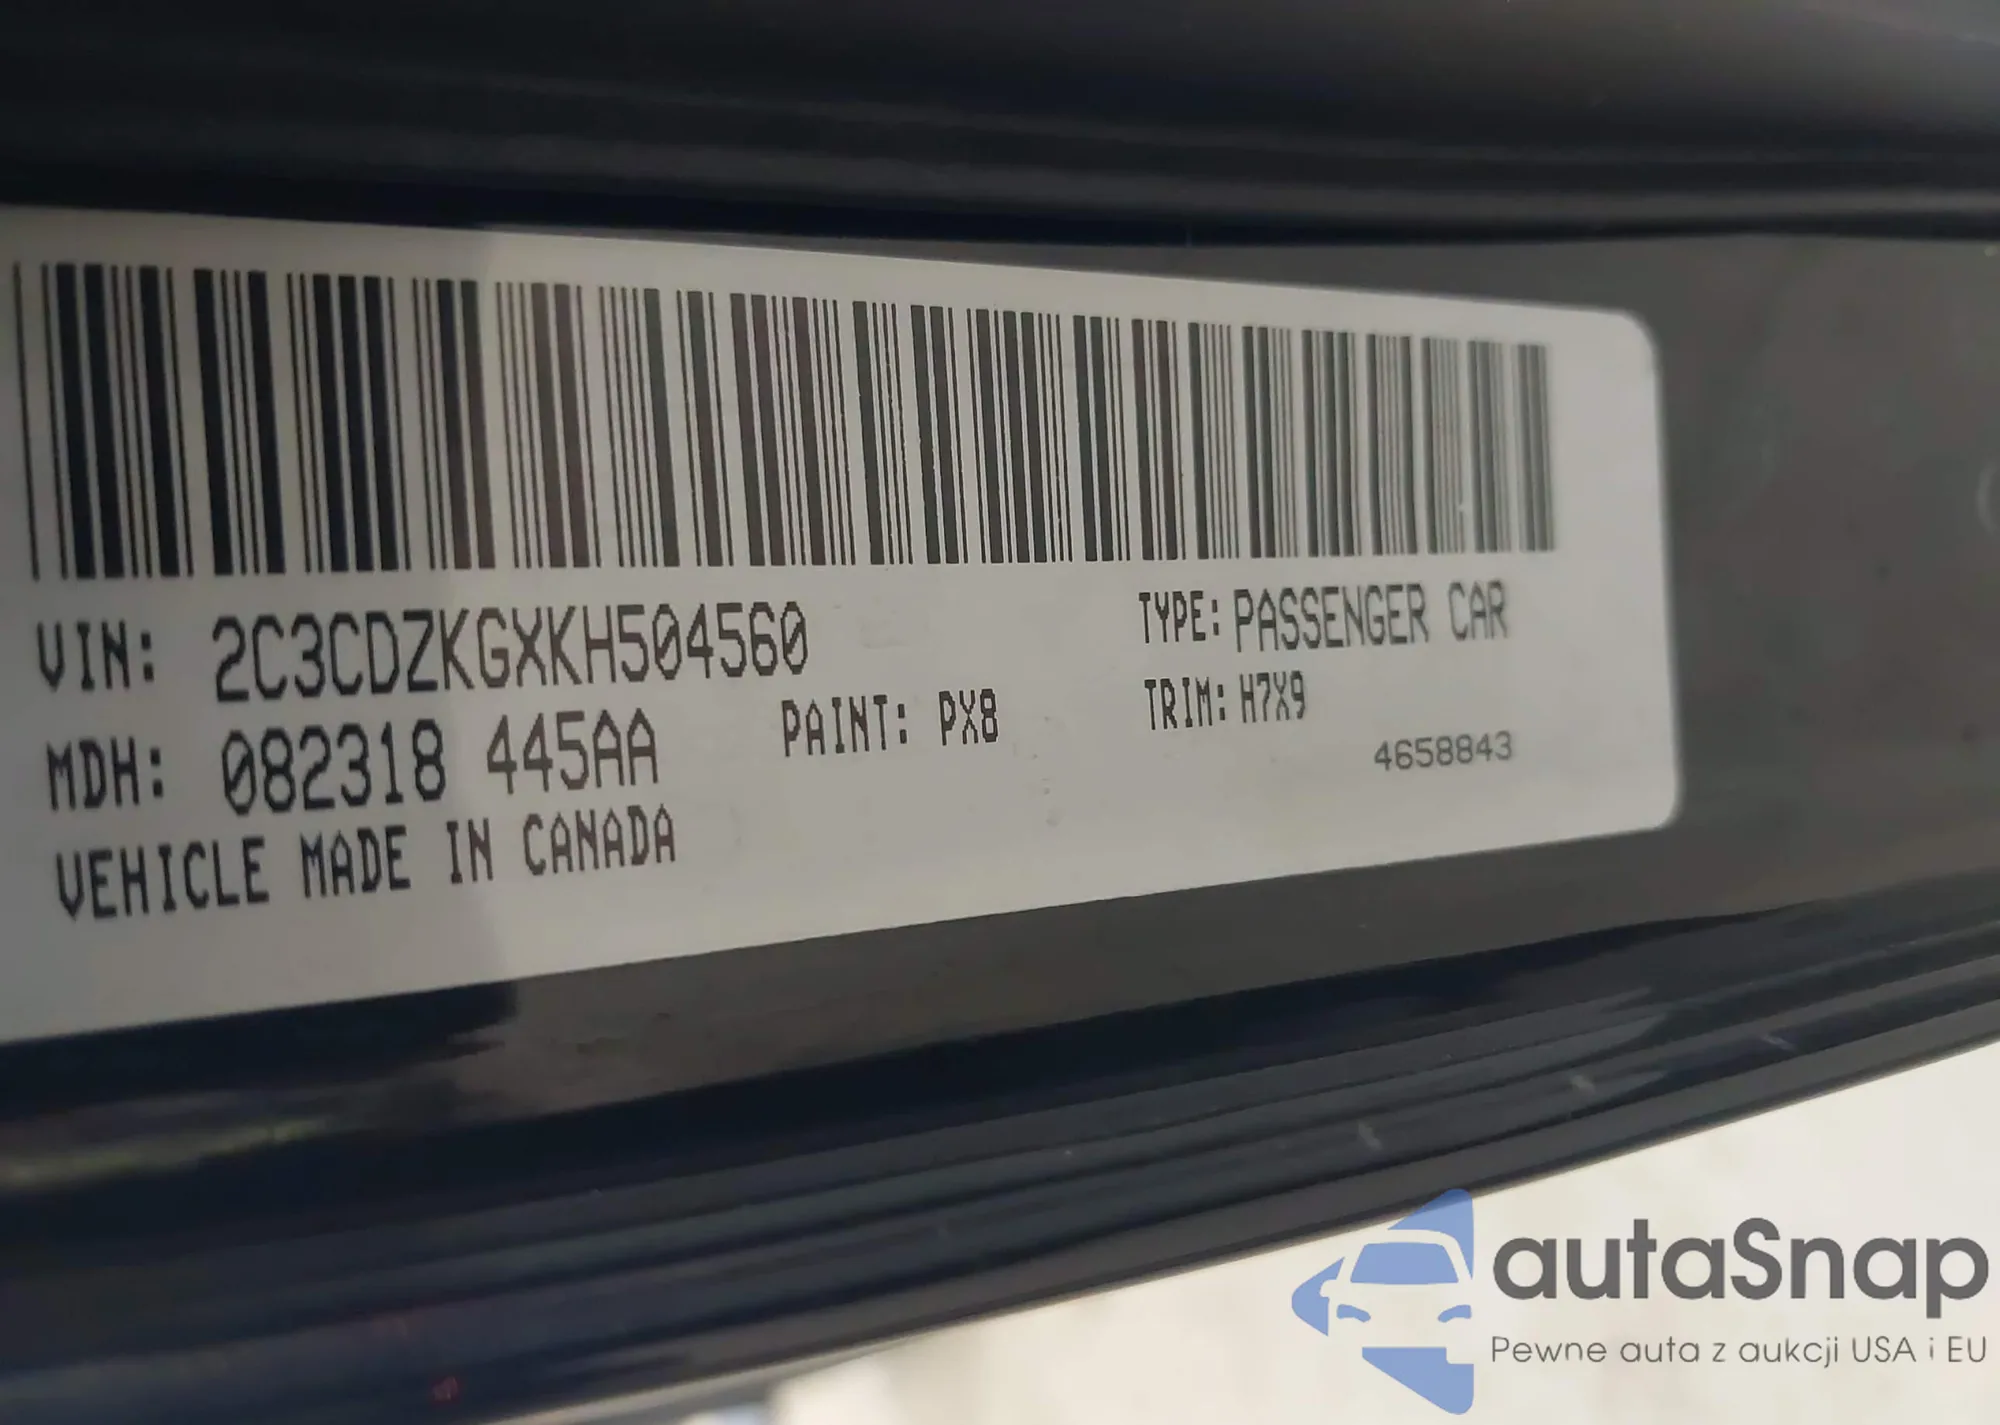 VIN: 2C3CDZKGXKH504560
TYPE: PASSENGER CAR
MDH: 082318 445AA
PAINT: PX8
TRIM: H7X9
4658843
VEHICLE MADE IN CANADA
autaSnap
Pewne auta z aukcji USA i EU